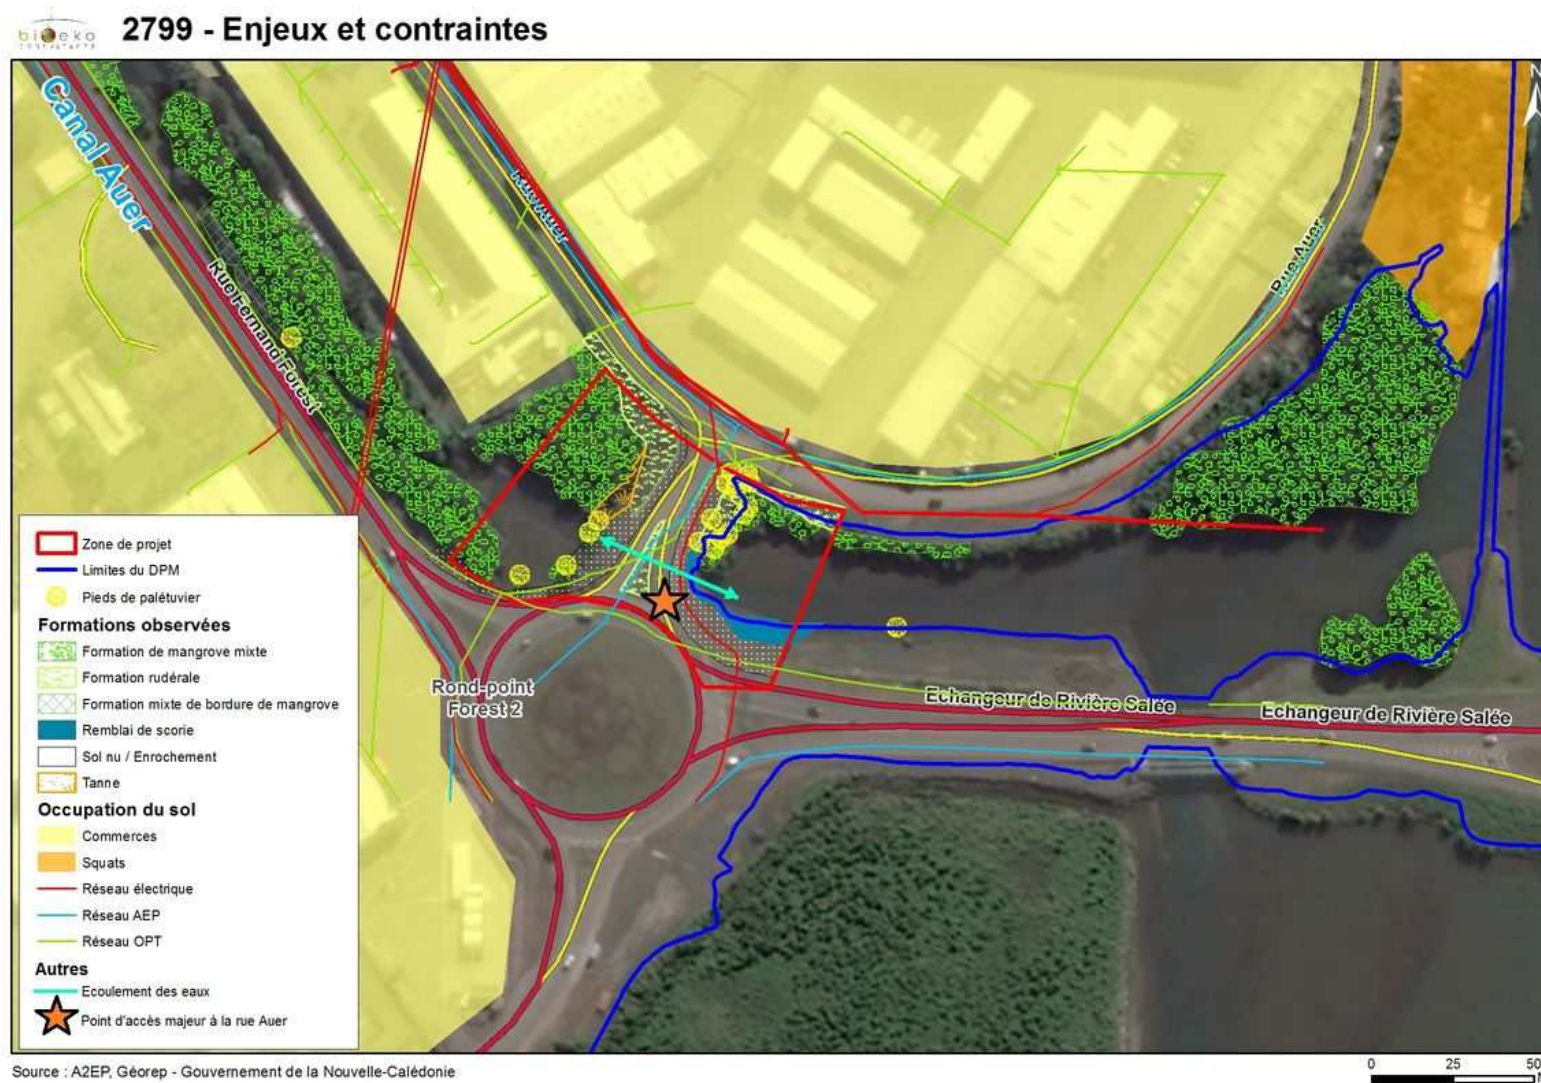 bioeko
CONSULTANTS
2799 - Enjeux et contraintes
Canal Auer
Rue Fernand Forest
Rue Auer
Rue Auer
N
Zone de projet
Limites du DPM
Pieds de palétuvier
Formations observées
Formation de mangrove mixte
Formation rudérale
Formation mixte de bordure de mangrove
Remblai de scorie
Sol nu / Enrochement
Tanne
Occupation du sol
Commerces
Squats
Réseau électrique
Réseau AEP
Réseau OPT
Autres
Ecoulement des eaux
Point d'accès majeur à la rue Auer
Rond-point
Forest 2
Echangeur de Rivière Salée
Echangeur de Rivière Salée
Source : A2EP, Géorep - Gouvernement de la Nouvelle-Calédonie
0 25 50